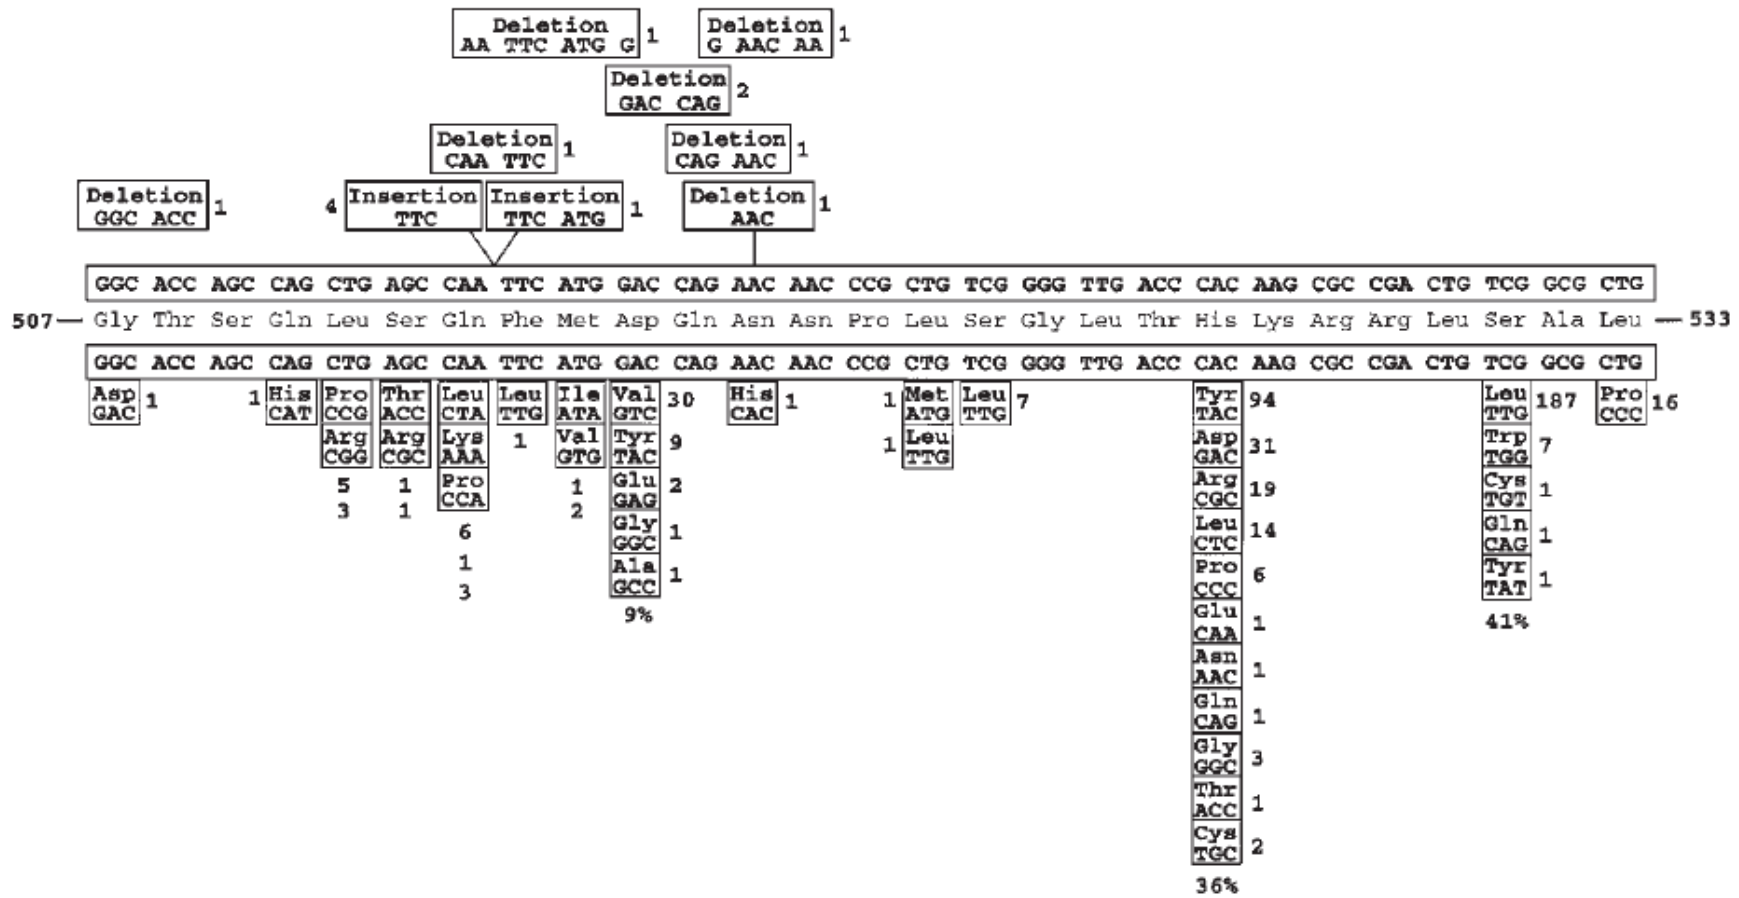 Deletion
AA TTC ATG G 1
Deletion
G AAC AA 1
Deletion
GAC CAG 2
Deletion
CAA TTC 1
Deletion
CAG AAC 1
Deletion
GGC ACC 1
4 Insertion
TTC
Insertion
TTC ATG 1
Deletion
AAC 1
GGC ACC AGC CAG CTG AGC CAA TTC ATG GAC CAG AAC AAC CCG CTG TCG GGG TTG ACC CAC AAG CGC CGA CTG TCG GCG CTG
507 Gly Thr Ser Gln Leu Ser Gln Phe Met Asp Gln Asn Asn Pro Leu Ser Gly Leu Thr His Lys Arg Arg Leu Ser Ala Leu 533
GGC ACC AGC CAG CTG AGC CAA TTC ATG GAC CAG AAC AAC CCG CTG TCG GGG TTG ACC CAC AAG CGC CGA CTG TCG GCG CTG
Asp
GAC 1
1 His
CAT
Pro
CCG
Arg
CGG
5
3
Thr
ACC
Arg
CGC
1
1
Leu
CTA
Lys
AAA
Pro
CCA
6
1
3
Leu
TTG
1
Ile
ATA
Val
GTG
1
2
Val
GTC 30
Tyr
TAC 9
Glu
GAG 2
Gly
GGC 1
Ala
GCC 1
9%
His
CAC 1
1 Met
ATG
1 Leu
TTG
Leu
TTG 7
Tyr
TAC 94
Asp
GAC 31
Arg
CGC 19
Leu
CTC 14
Pro
CCC 6
Glu
CAA 1
Asn
AAC 1
Gln
CAG 1
Gly
GGC 3
Thr
ACC 1
Cys
TGC 2
36%
Leu
TTG 187
Trp
TGG 7
Cys
TGT 1
Gln
CAG 1
Tyr
TAT 1
41%
Pro
CCC 16